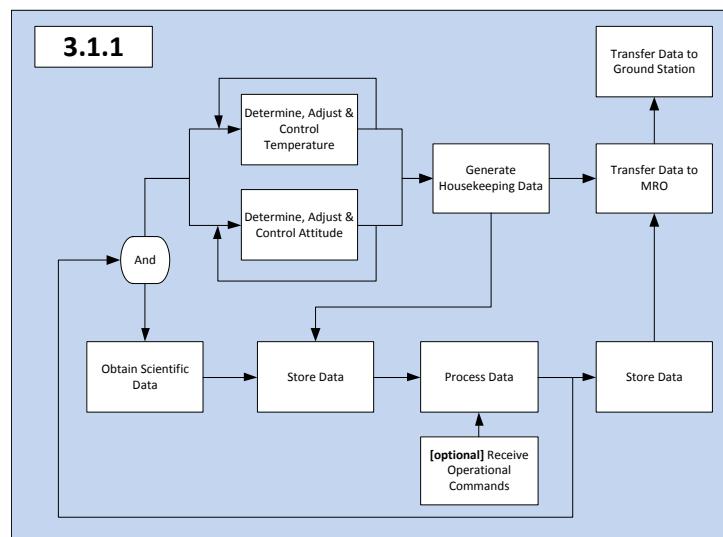 3.1.1
Transfer Data to
Ground Station
Determine, Adjust &
Control
Temperature
Generate
Housekeeping Data
Transfer Data to
MRO
Determine, Adjust &
Control Attitude
And
Obtain Scientific
Data
Store Data
Process Data
Store Data
[optional] Receive
Operational
Commands